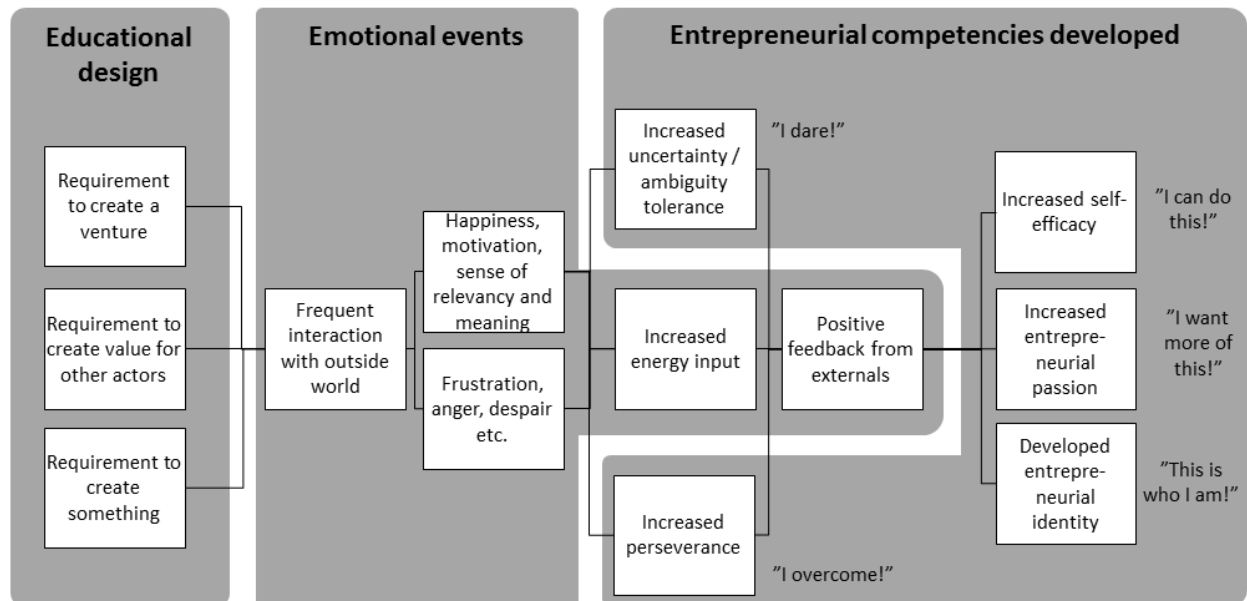 Educational
design
Emotional events
Entrepreneurial competencies developed
Requirement
to create a
venture
Requirement to
create value for
other actors
Requirement to
create
something
Frequent
interaction
with outside
world
Happiness,
motivation,
sense of
relevancy and
meaning
Frustration,
anger, despair
etc.
Increased
uncertainty /
ambiguity
tolerance
”I dare!”
Increased
energy input
Increased
perseverance
”I overcome!”
Positive
feedback from
externals
Increased self-
efficacy
”I can do
this!”
Increased
entrepre-
neurial
passion
”I want
more of
this!”
Developed
entrepre-
neurial
identity
”This is
who I am!”